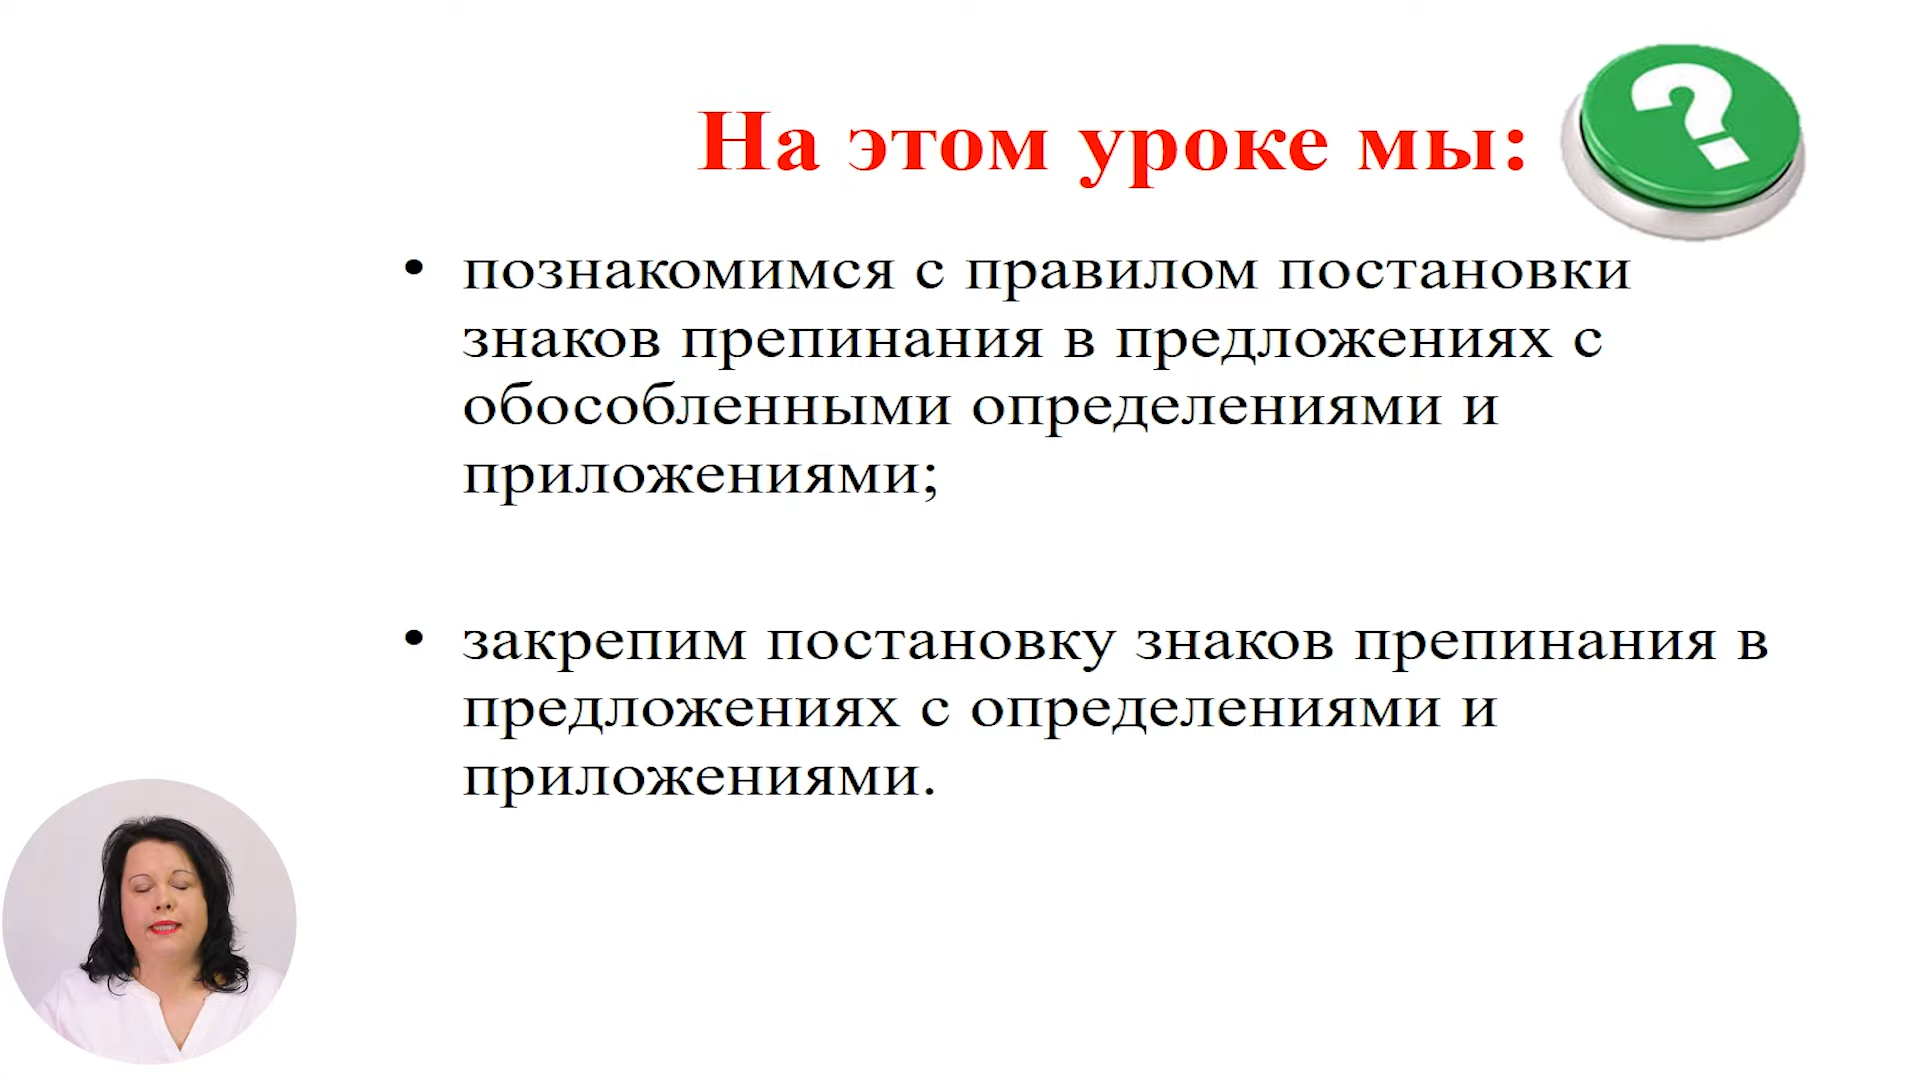 На этом уроке мы:
?
• познакомимся с правилом постановки
знаков препинания в предложениях с
обособленными определениями и
приложениями;
• закрепим постановку знаков препинания в
предложениях с определениями и
приложениями.